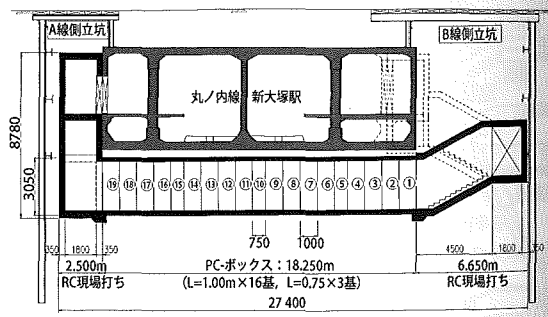 A線側立坑
B線側立坑
丸ノ内線 新大塚駅
8780
3050
⑲ ⑱ ⑰ ⑯ ⑮ ⑭ ⑬ ⑫ ⑪ ⑩ ⑨ ⑧ ⑦ ⑥ ⑤ ④ ③ ② ①
750 1000
350 1800 350 4500 1800 350
2.500m PC-ボックス：18.250m 6.650m
RC現場打ち (L=1.00m×16基，L=0.75×3基) RC現場打ち
27 400